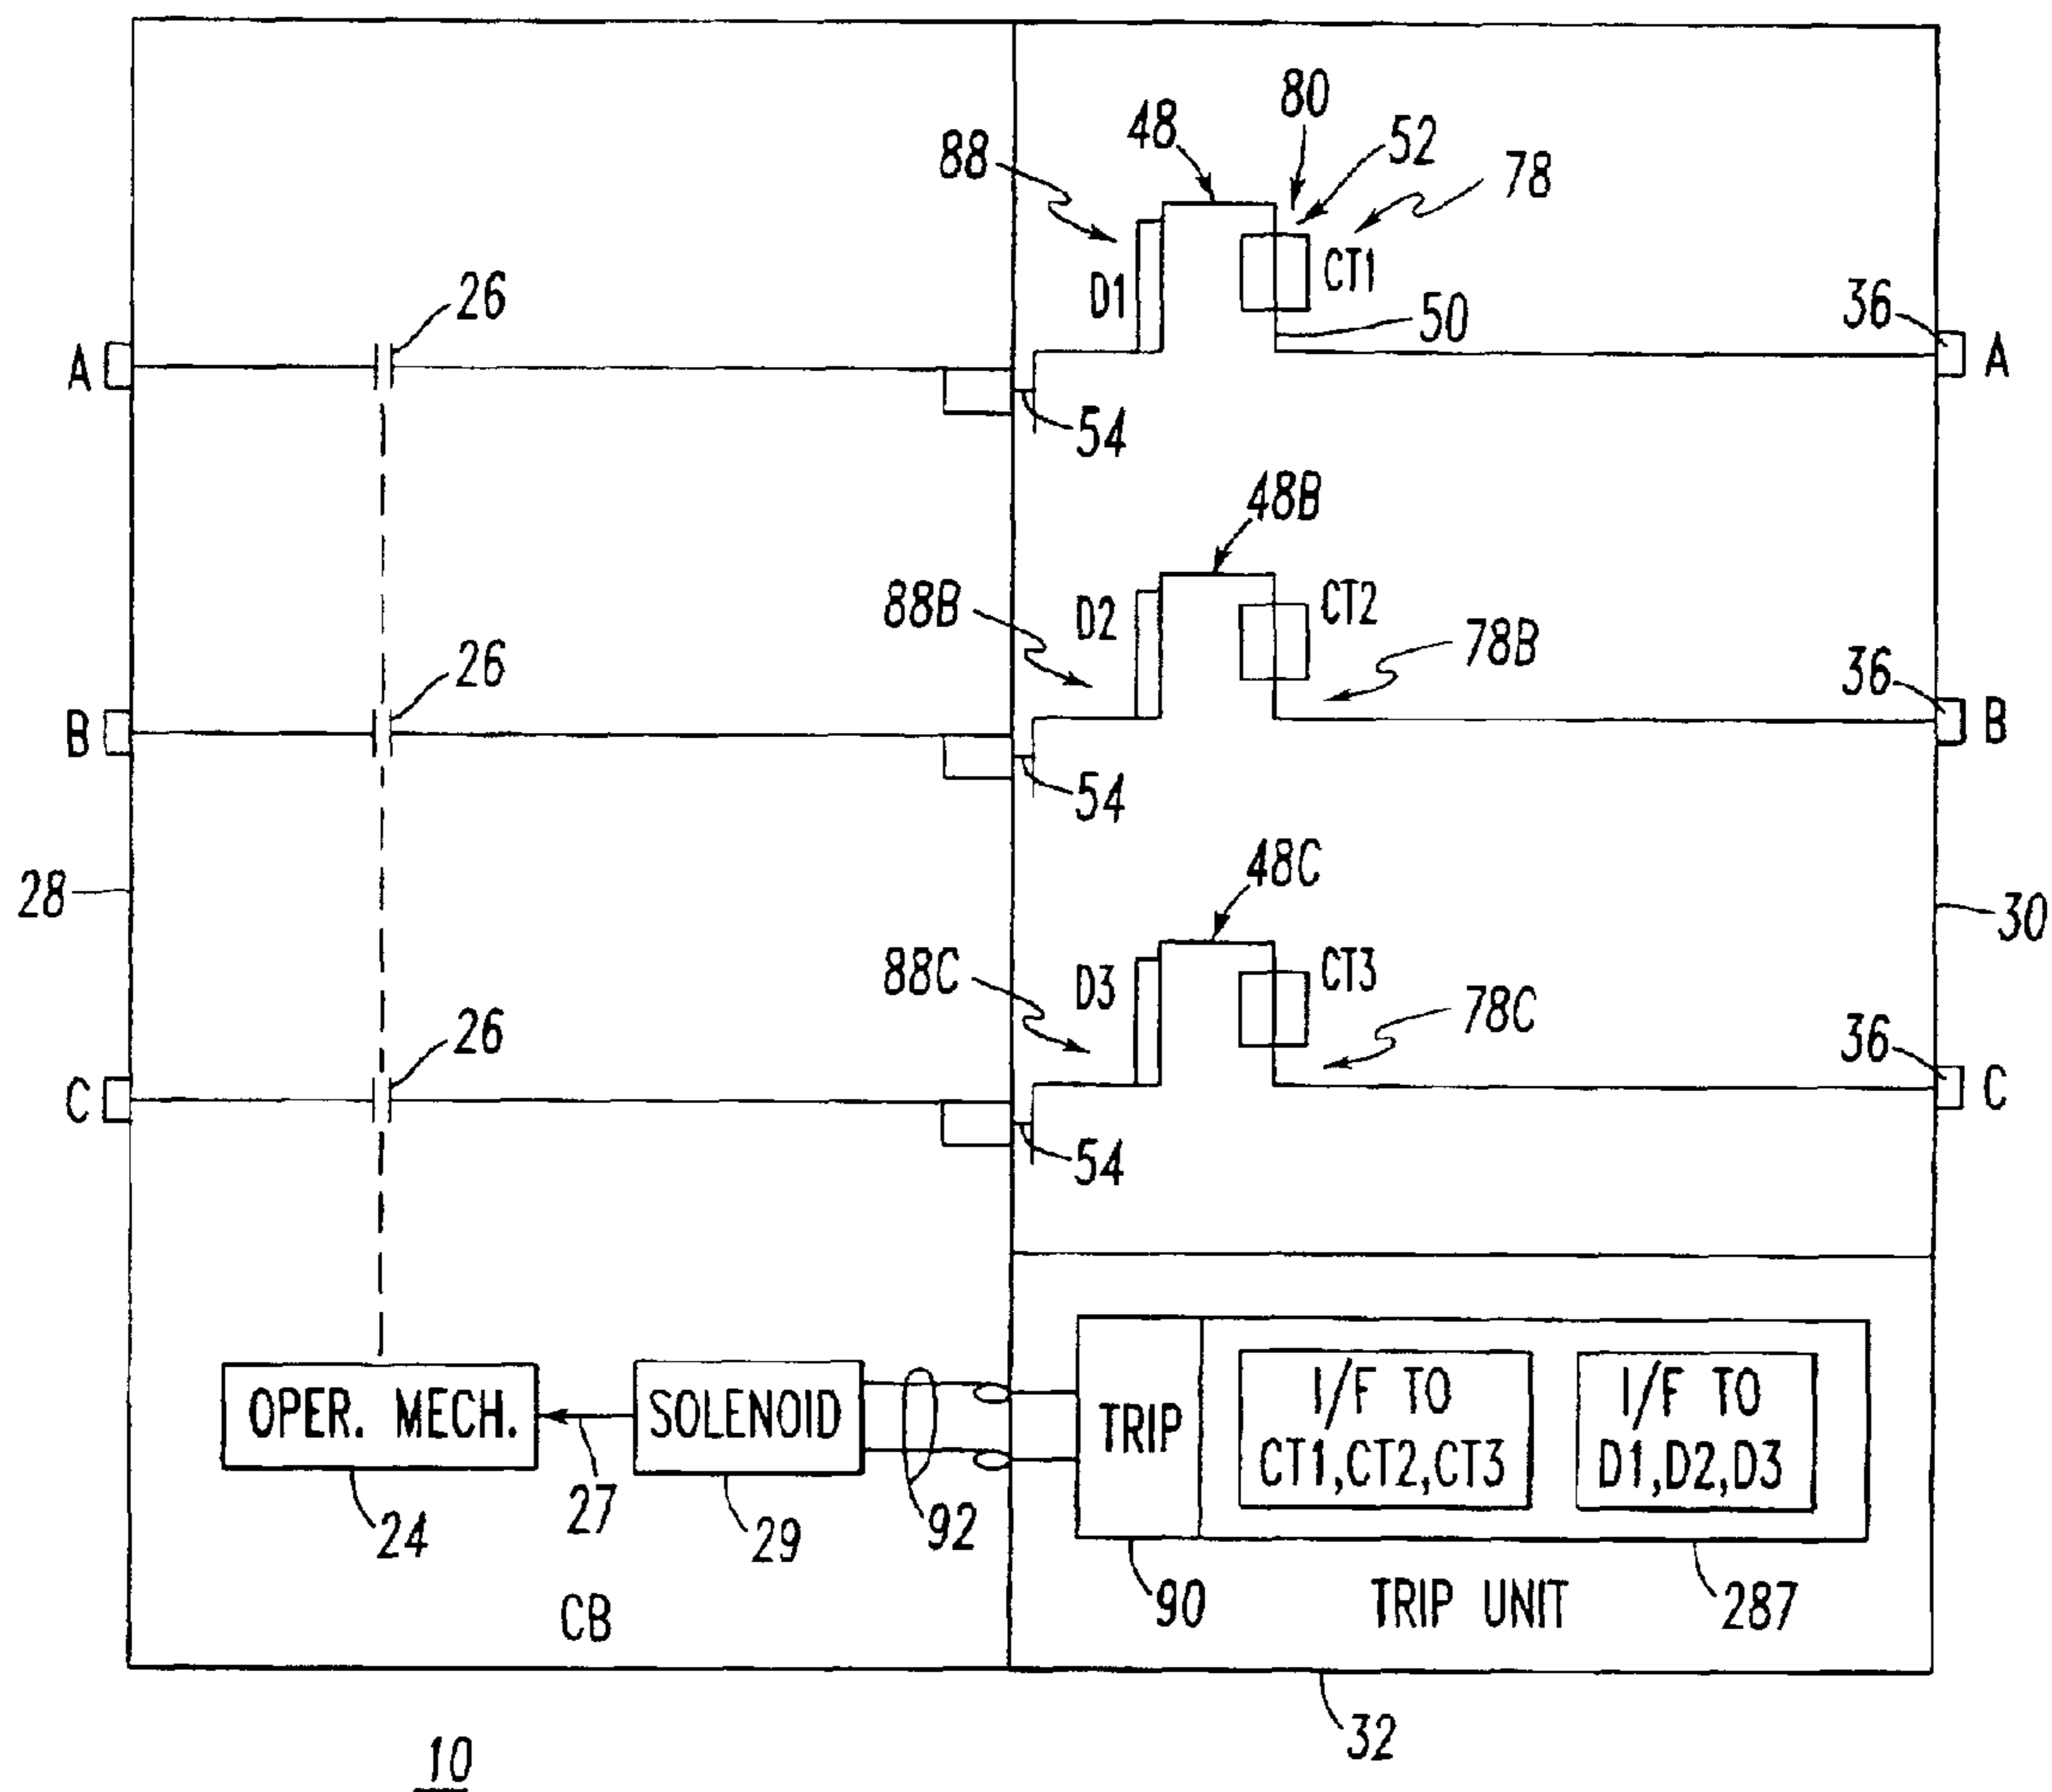 80
48
52
88
78
26
CT1
D1
50
36
A
A
54
48B
CT2
88B
D2
78B
26
36
B
B
54
48C
28
30
CT3
88C
D3
78C
26
36
C
C
54
I/F TO
CT1,CT2,CT3
I/F TO
D1,D2,D3
OPER. MECH.
SOLENOID
TRIP
27
92
24
29
90
287
CB
TRIP UNIT
32
10